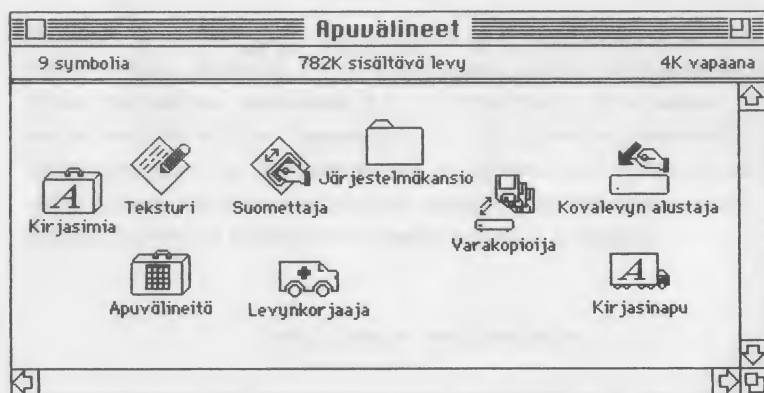 Apuvälineet
9 symbolia 782K sisältävä levy 4K vapaana
Järjestelmäkansio
Kirjasimia
Teksturi
Suomettaja
Varakopioija
Kovalevyn alustaja
Apuvälineitä
Levynkorjaaja
Kirjasinapu